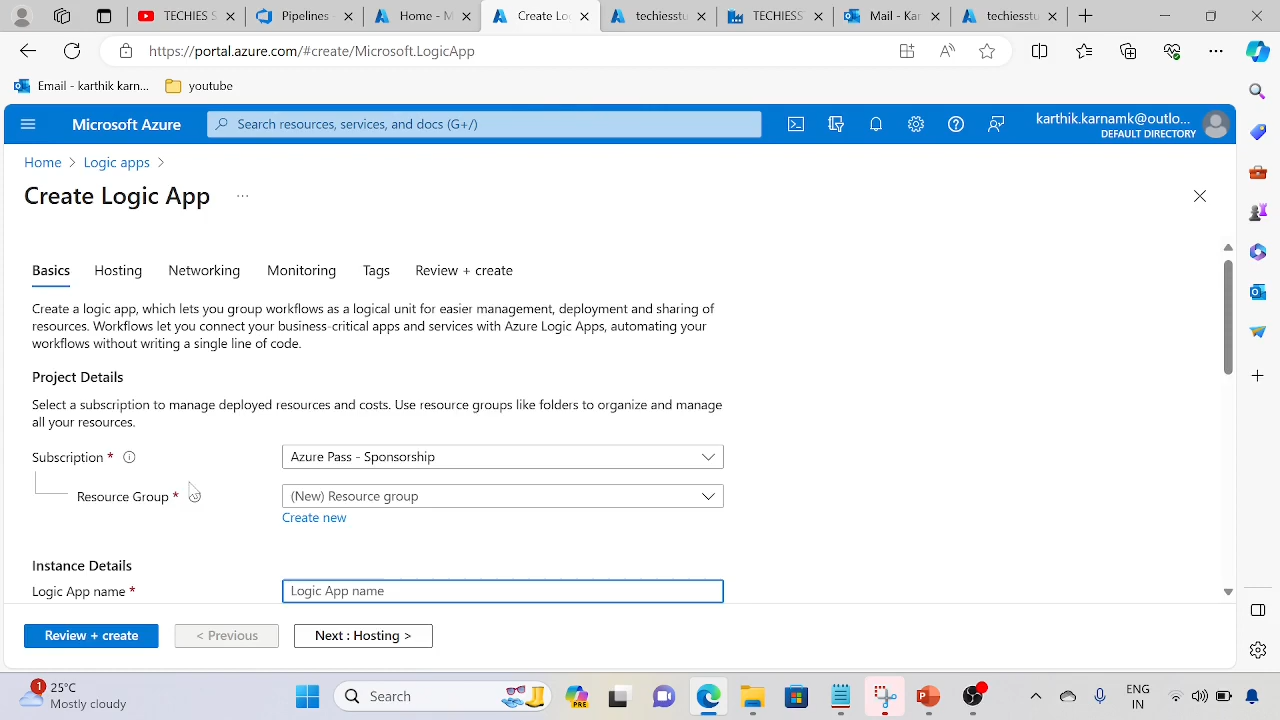 TECHIES S
Pipelines -
Home - M
Create Lo
techiesstu
TECHIESS
Mail - Kar
techiesstu
https://portal.azure.com/#create/Microsoft.LogicApp
Email - karthik karn...
youtube
Microsoft Azure
Search resources, services, and docs (G+/)
karthik.karnamk@outlo...
DEFAULT DIRECTORY
Home > Logic apps >
Create Logic App ...
Basics Hosting Networking Monitoring Tags Review + create
Create a logic app, which lets you group workflows as a logical unit for easier management, deployment and sharing of
resources. Workflows let you connect your business-critical apps and services with Azure Logic Apps, automating your
workflows without writing a single line of code.
Project Details
Select a subscription to manage deployed resources and costs. Use resource groups like folders to organize and manage
all your resources.
Subscription *
Azure Pass - Sponsorship
Resource Group *
(New) Resource group
Create new
Instance Details
Logic App name *
Logic App name
Review + create
< Previous
Next : Hosting >
1
25°C
Mostly cloudy
Search
PRE
ENG
IN